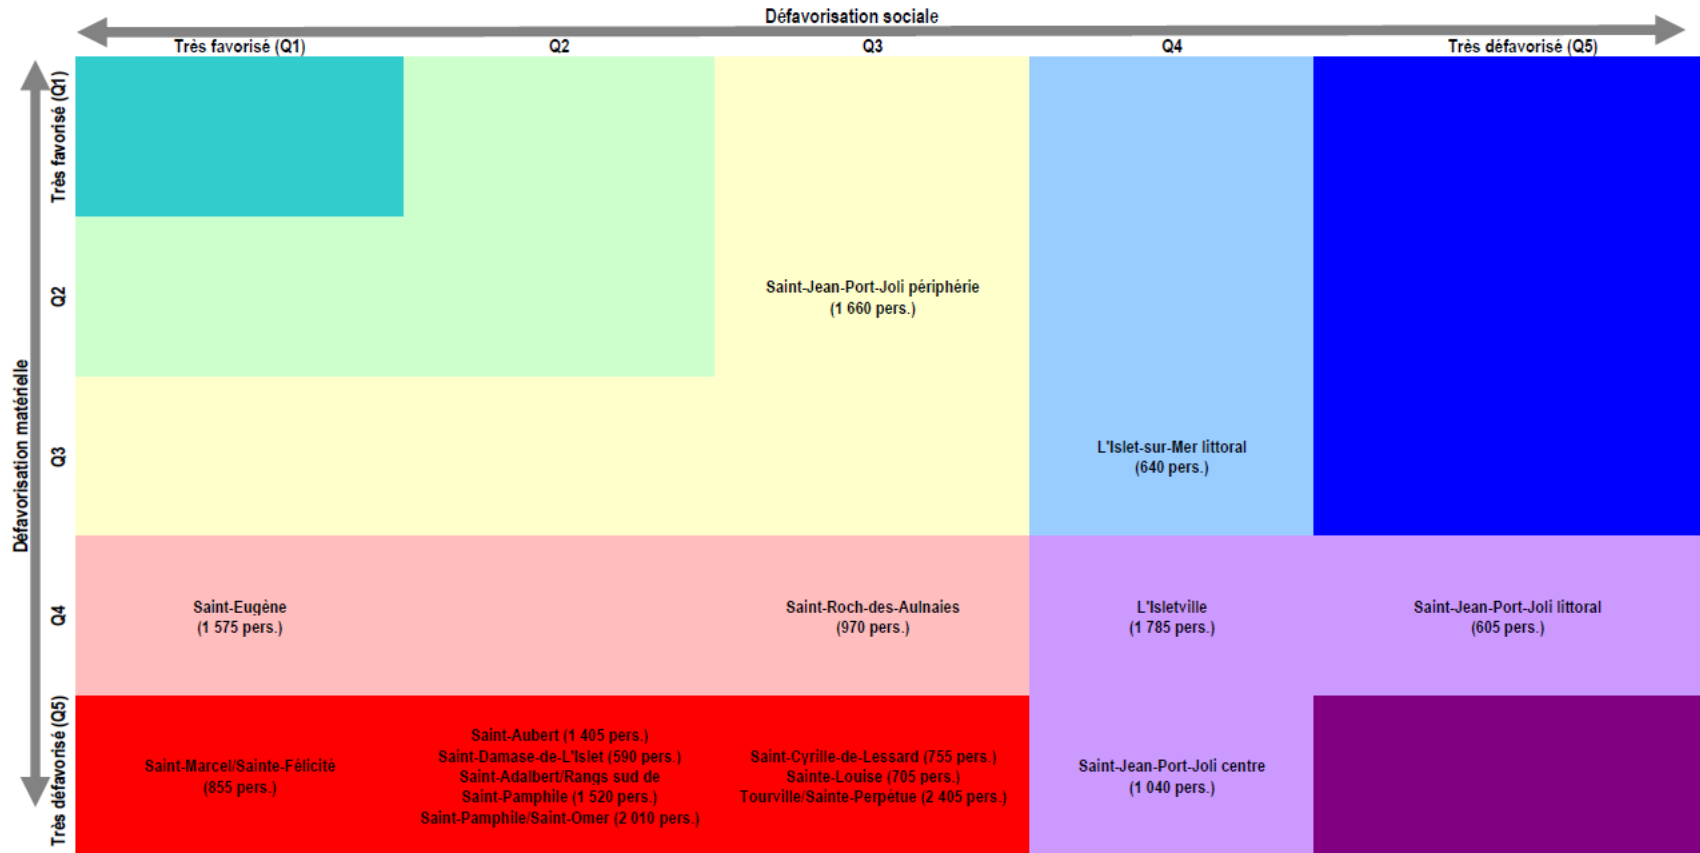 Défavorisation sociale
Très favorisé (Q1)
Q2
Q3
Q4
Très défavorisé (Q5)
Défavorisation matérielle
Très favorisé (Q1)
Q2
Saint-Jean-Port-Joli périphérie
(1 660 pers.)
Q3
L'Islet-sur-Mer littoral
(640 pers.)
Q4
Saint-Eugène
(1 575 pers.)
Saint-Roch-des-Aulnaies
(970 pers.)
L'Isletville
(1 785 pers.)
Saint-Jean-Port-Joli littoral
(605 pers.)
Très défavorisé (Q5)
Saint-Marcel/Sainte-Félicité
(855 pers.)
Saint-Aubert (1 405 pers.)
Saint-Damase-de-L'Islet (590 pers.)
Saint-Adalbert/Rangs sud de
Saint-Pamphile (1 520 pers.)
Saint-Pamphile/Saint-Omer (2 010 pers.)
Saint-Cyrille-de-Lessard (755 pers.)
Sainte-Louise (705 pers.)
Tourville/Sainte-Perpétue (2 405 pers.)
Saint-Jean-Port-Joli centre
(1 040 pers.)